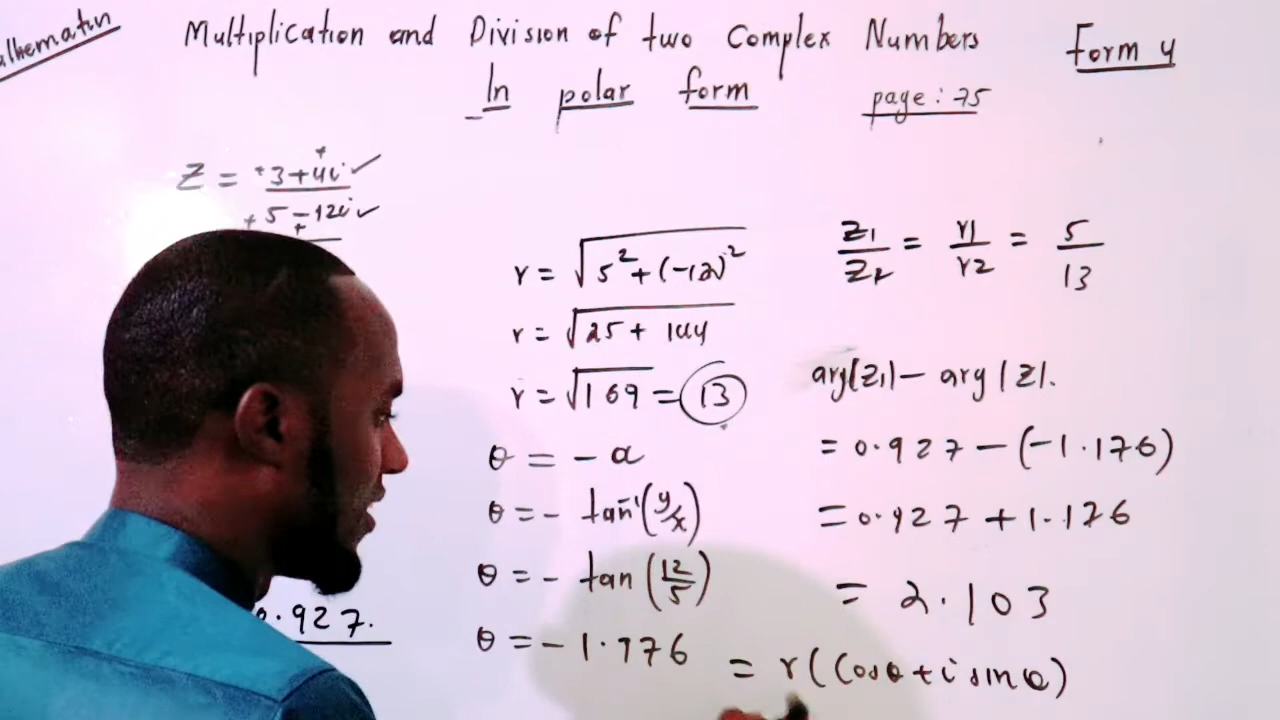 Multiplication and Division of two Complex Numbers
In polar form
Form 4
page: 75
Z = +3+4i ✓
+5-12i ✓
0.927.
r = √5²+(-12)²
r = √25+144
r = √169 = 13
θ = -α
θ = - tan⁻¹(y/x)
θ = - tan (12/5)
θ = -1.176
Z1/Z2 = r1/r2 = 5/13
arg(z1) - arg |z|.
= 0.927 - (-1.176)
= 0.927 + 1.176
= 2.103
= r(Cosθ + i sinθ)